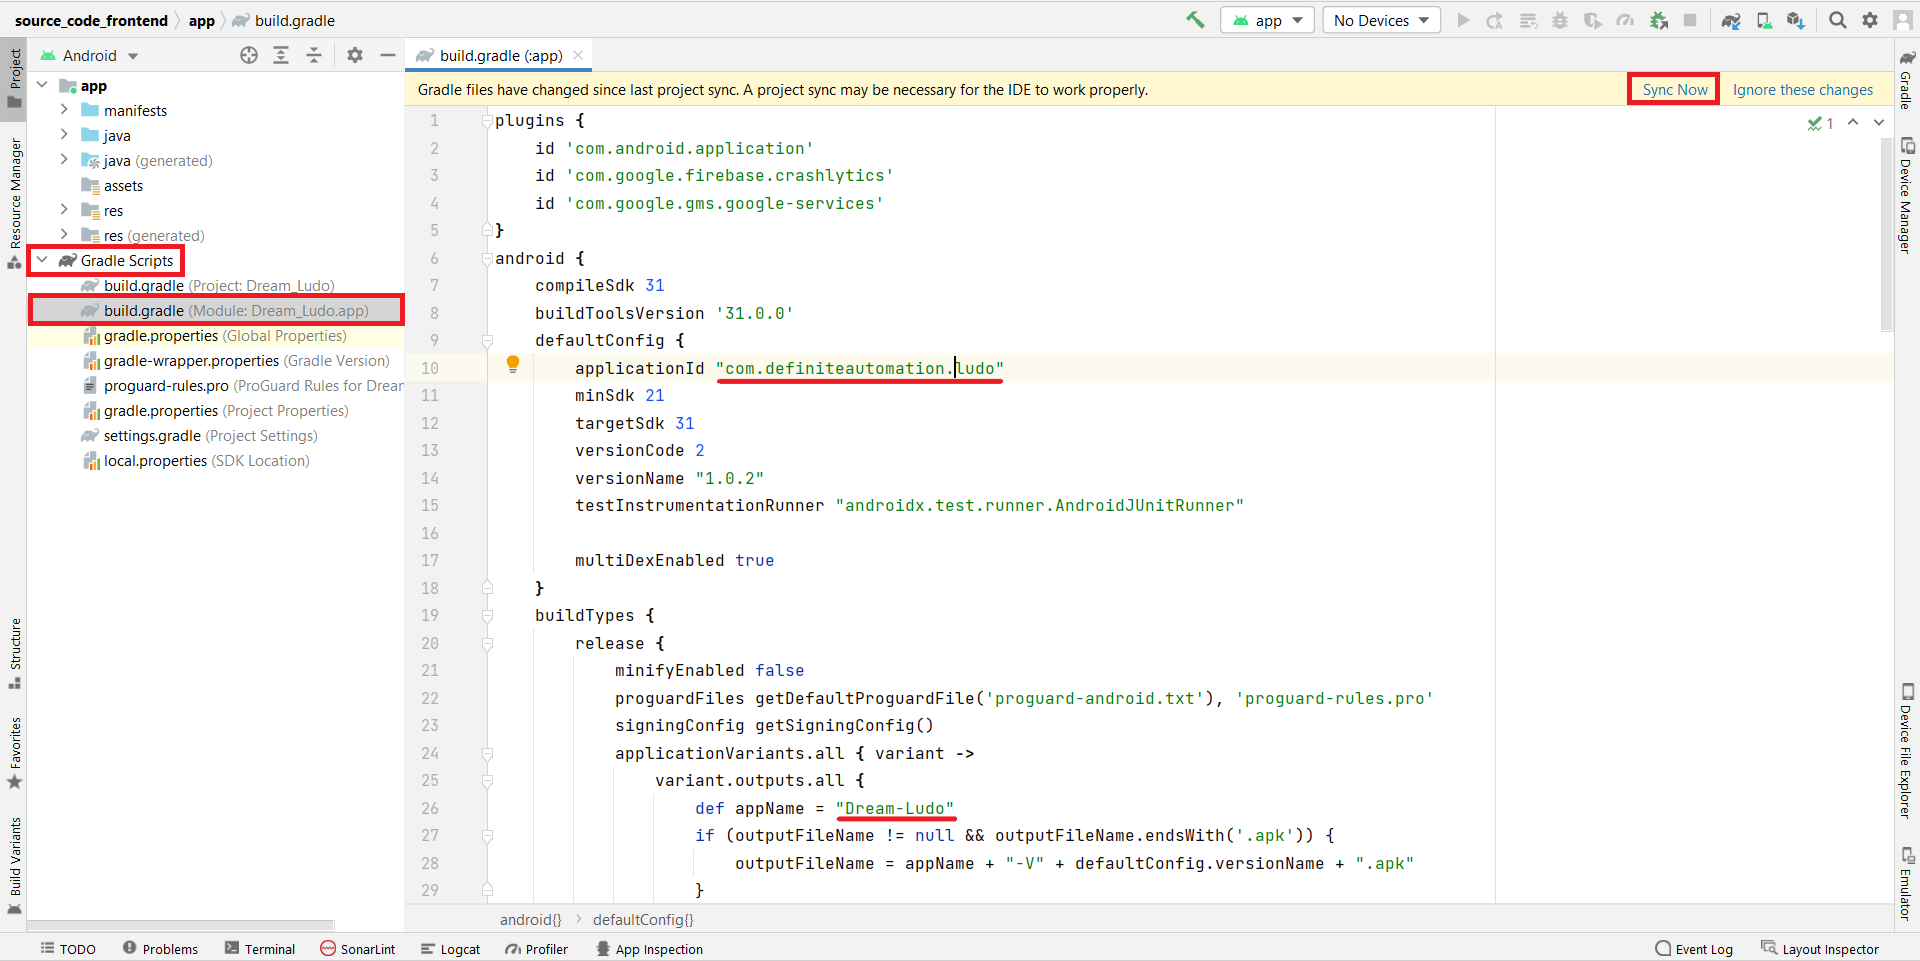 source_code_frontend app build.gradle
app No Devices
Android
build.gradle (:app)
Project
Resource Manager
Structure
Favorites
Build Variants
app
manifests
java
java (generated)
assets
res
res (generated)
Gradle Scripts
build.gradle (Project: Dream_Ludo)
build.gradle (Module: Dream_Ludo.app)
gradle.properties (Global Properties)
gradle-wrapper.properties (Gradle Version)
proguard-rules.pro (ProGuard Rules for Dream
gradle.properties (Project Properties)
settings.gradle (Project Settings)
local.properties (SDK Location)
Gradle files have changed since last project sync. A project sync may be necessary for the IDE to work properly. Sync Now Ignore these changes
1
1 plugins {
2 id 'com.android.application'
3 id 'com.google.firebase.crashlytics'
4 id 'com.google.gms.google-services'
5 }
6 android {
7 compileSdk 31
8 buildToolsVersion '31.0.0'
9 defaultConfig {
10 applicationId "com.definiteautomation.ludo"
11 minSdk 21
12 targetSdk 31
13 versionCode 2
14 versionName "1.0.2"
15 testInstrumentationRunner "androidx.test.runner.AndroidJUnitRunner"
16
17 multiDexEnabled true
18 }
19 buildTypes {
20 release {
21 minifyEnabled false
22 proguardFiles getDefaultProguardFile('proguard-android.txt'), 'proguard-rules.pro'
23 signingConfig getSigningConfig()
24 applicationVariants.all { variant ->
25 variant.outputs.all {
26 def appName = "Dream-Ludo"
27 if (outputFileName != null && outputFileName.endsWith('.apk')) {
28 outputFileName = appName + "-V" + defaultConfig.versionName + ".apk"
29 }
android{} defaultConfig{}
Gradle
Device Manager
Device File Explorer
Emulator
TODO Problems Terminal SonarLint Logcat Profiler App Inspection Event Log Layout Inspector